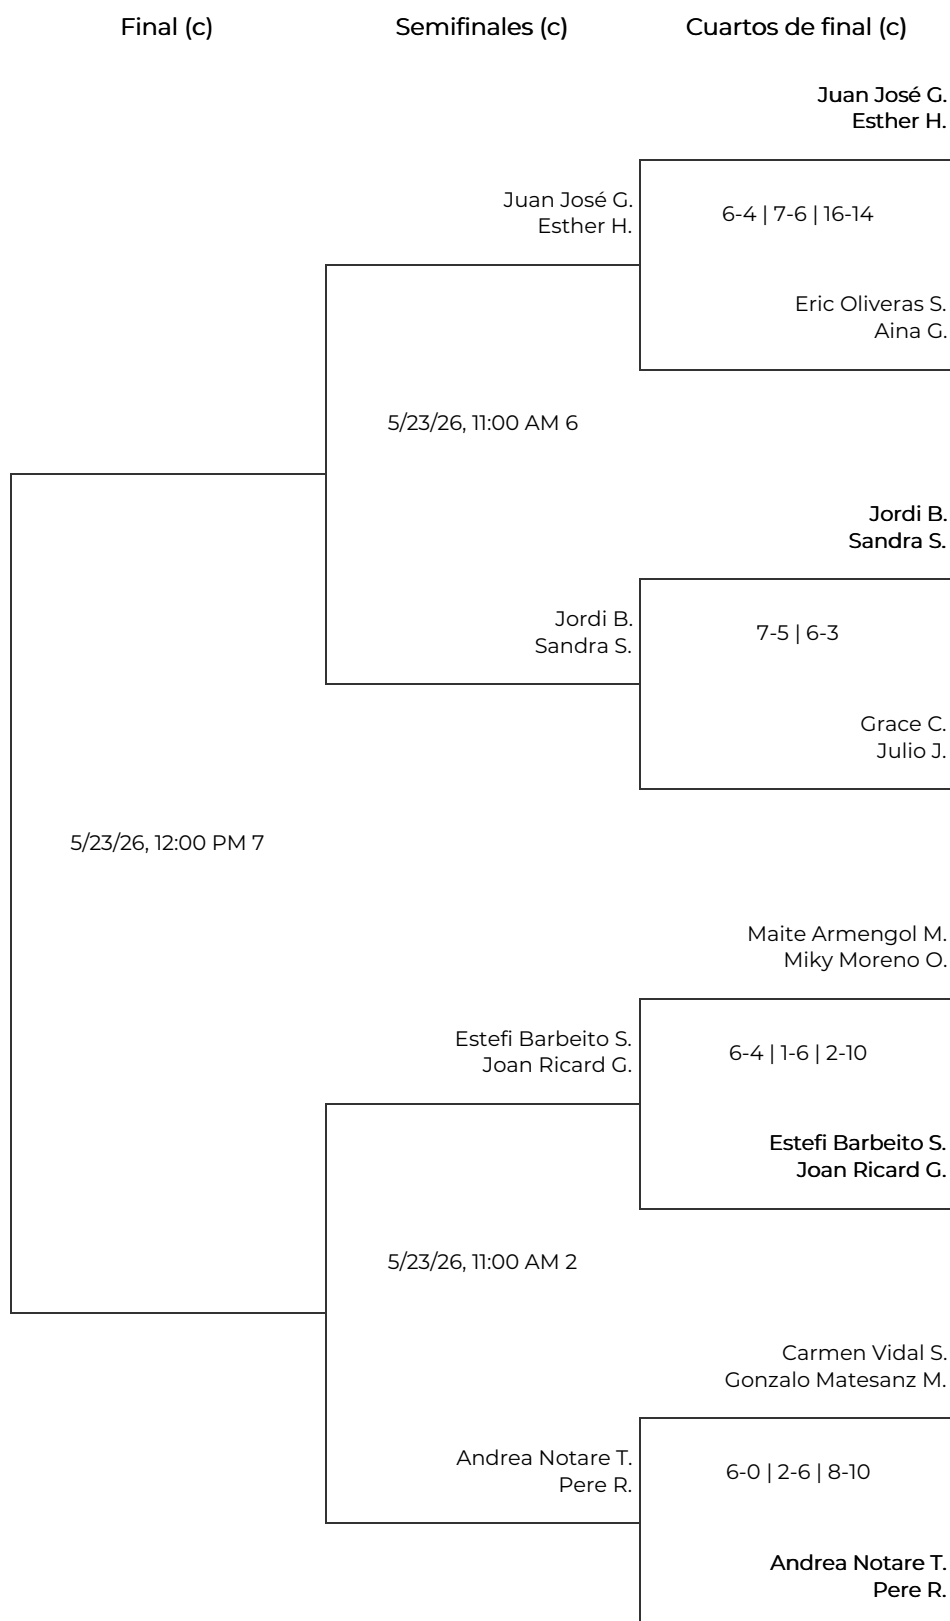 Final (c)
Semifinales (c)
Cuartos de final (c)
Juan José G.
Esther H.
Juan José G.
Esther H.
6-4 | 7-6 | 16-14
Eric Oliveras S.
Aina G.
5/23/26, 11:00 AM 6
Jordi B.
Sandra S.
Jordi B.
Sandra S.
7-5 | 6-3
Grace C.
Julio J.
5/23/26, 12:00 PM 7
Maite Armengol M.
Miky Moreno O.
Estefi Barbeito S.
Joan Ricard G.
6-4 | 1-6 | 2-10
Estefi Barbeito S.
Joan Ricard G.
5/23/26, 11:00 AM 2
Carmen Vidal S.
Gonzalo Matesanz M.
Andrea Notare T.
Pere R.
6-0 | 2-6 | 8-10
Andrea Notare T.
Pere R.